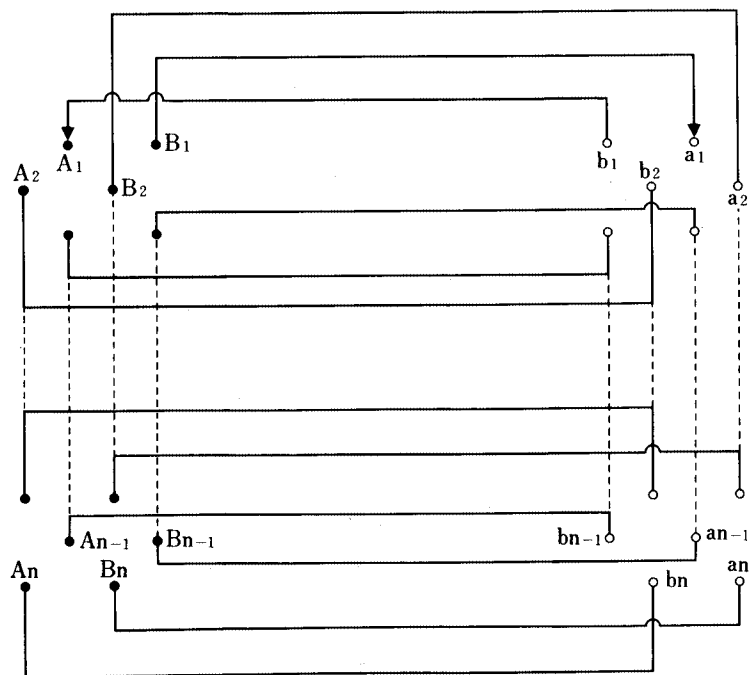 A₁ B₁ b₁ a₁
A₂ B₂ b₂ a₂
An−1 Bn−1 bn−1 an−1
An Bn bn an